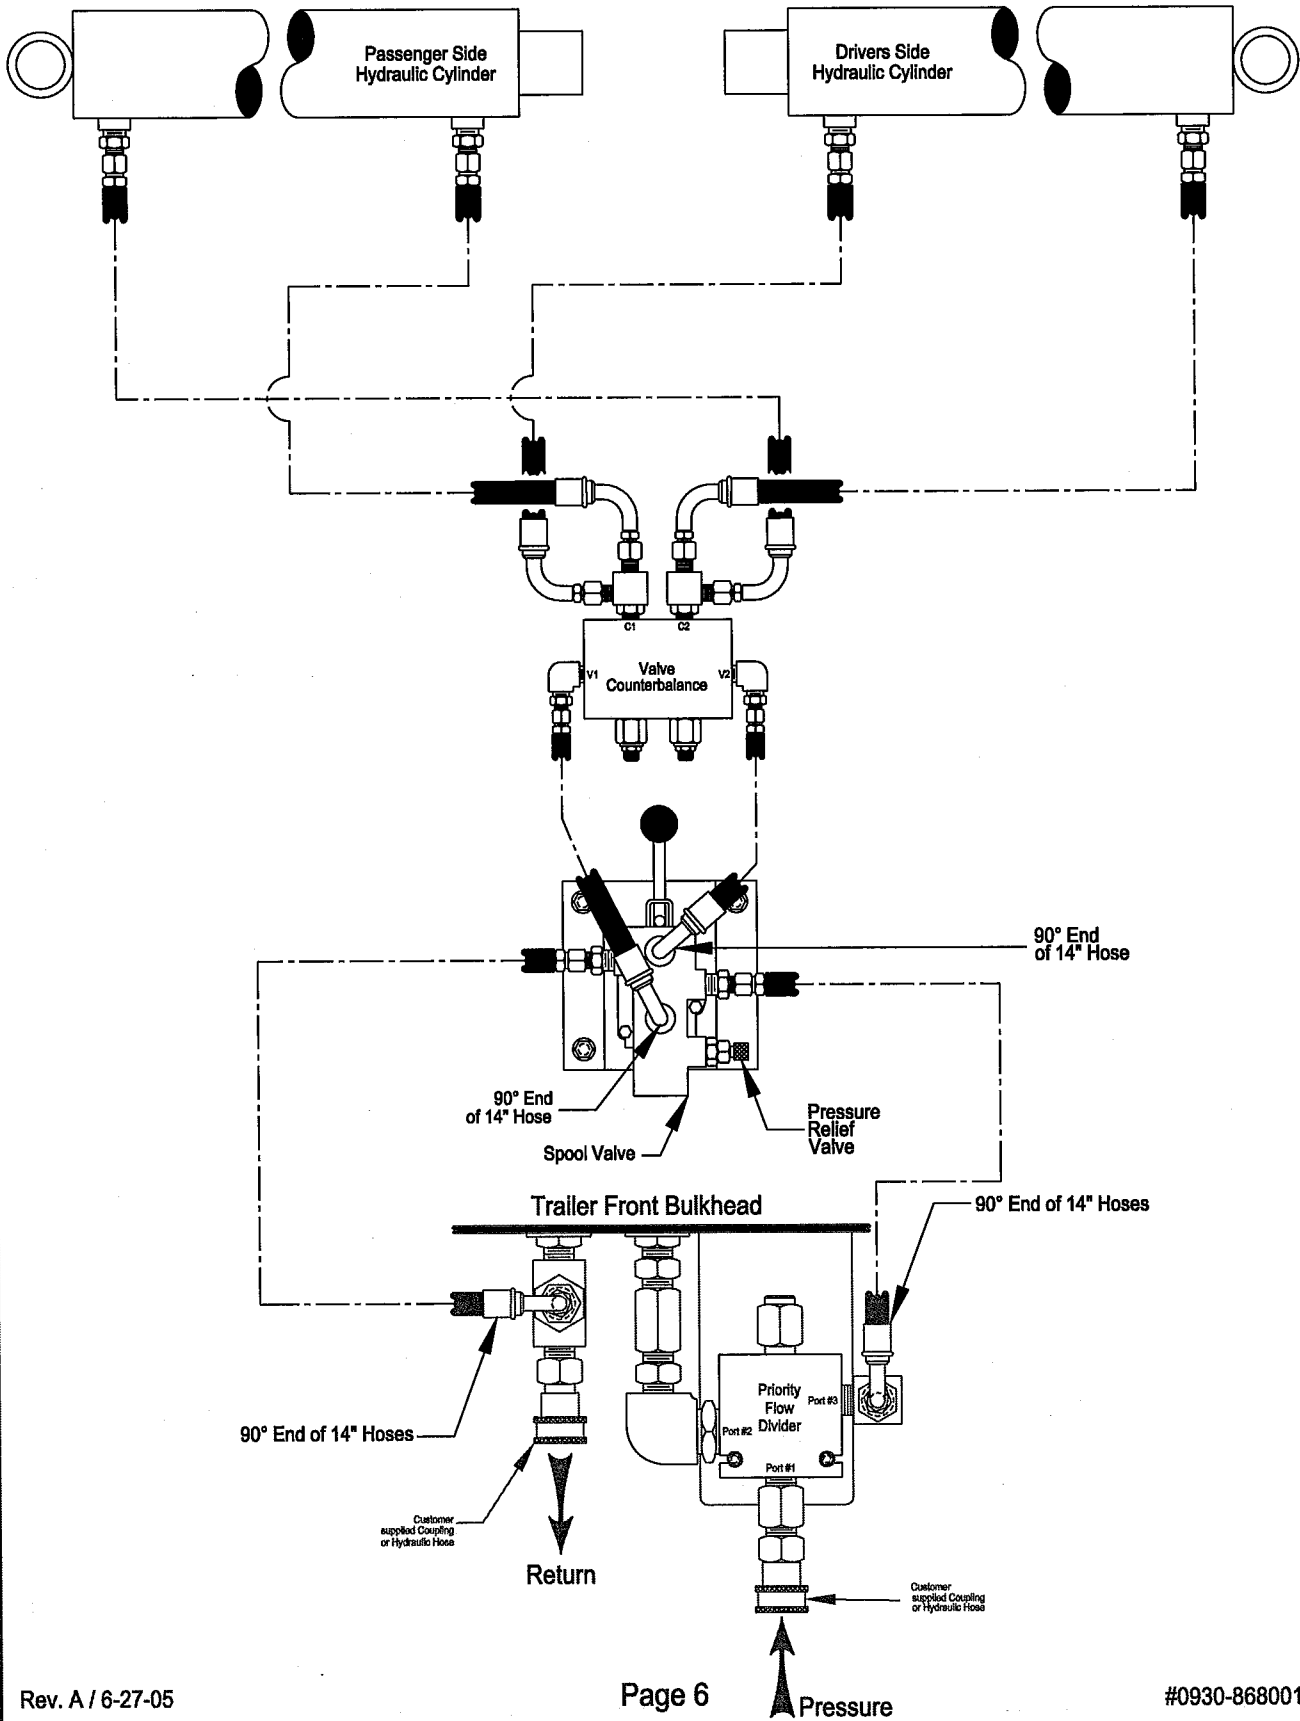 Passenger Side
Hydraulic Cylinder
Drivers Side
Hydraulic Cylinder
C1
C2
V1
Valve
Counterbalance
V2
90° End
of 14" Hose
90° End
of 14" Hose
Spool Valve
Pressure
Relief
Valve
Trailer Front Bulkhead
90° End of 14" Hoses
Priority
Flow
Divider
Port #3
Port #2
Port #1
90° End of 14" Hoses
Customer
supplied Coupling
or Hydraulic Hose
Return
Customer
supplied Coupling
or Hydraulic Hose
Pressure
Rev. A / 6-27-05
Page 6
#0930-868001